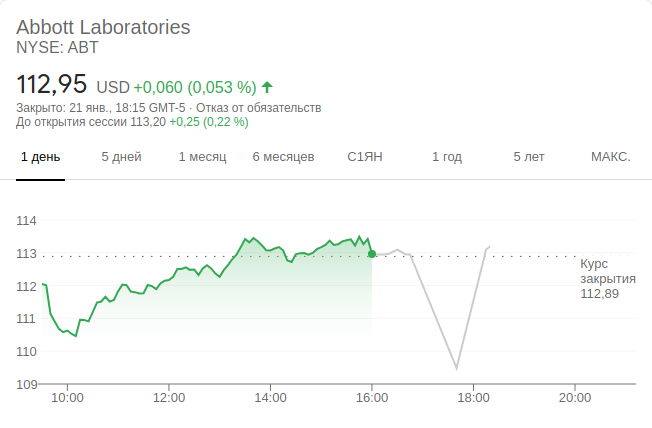 Abbott Laboratories
NYSE: ABT
112,95 USD +0,060 (0,053 %)
Закрыто: 21 янв., 18:15 GMT-5 · Отказ от обязательств
До открытия сессии 113,20 +0,25 (0,22 %)
1 день 5 дней 1 месяц 6 месяцев С1ЯН 1 год 5 лет МАКС.
114
113
112
111
110
109
Курс
закрытия
112,89
10:00 12:00 14:00 16:00 18:00 20:00